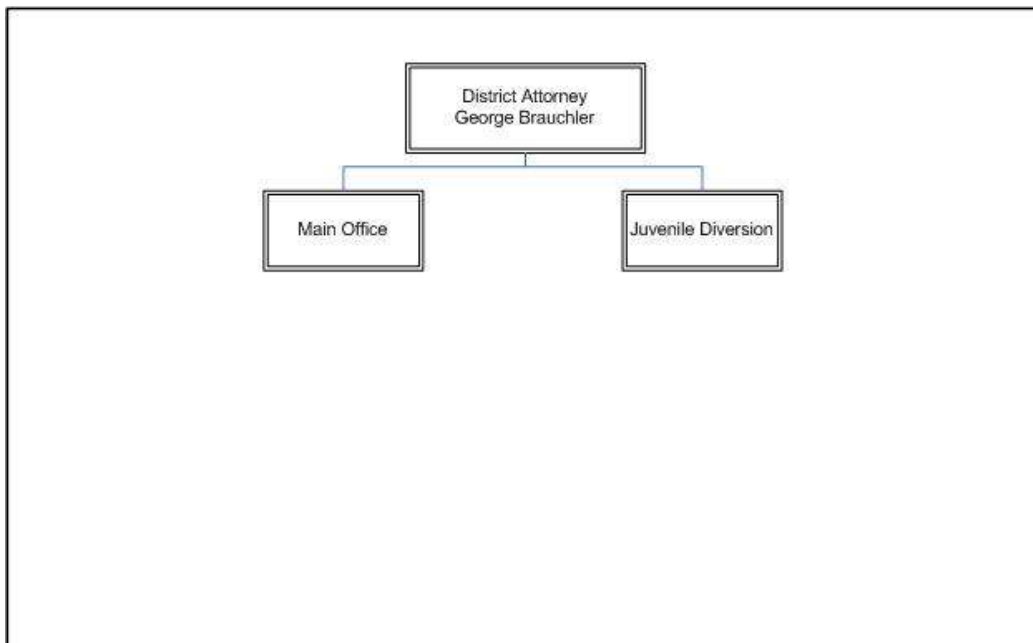 District Attorney
George Brauchler
Main Office
Juvenile Diversion